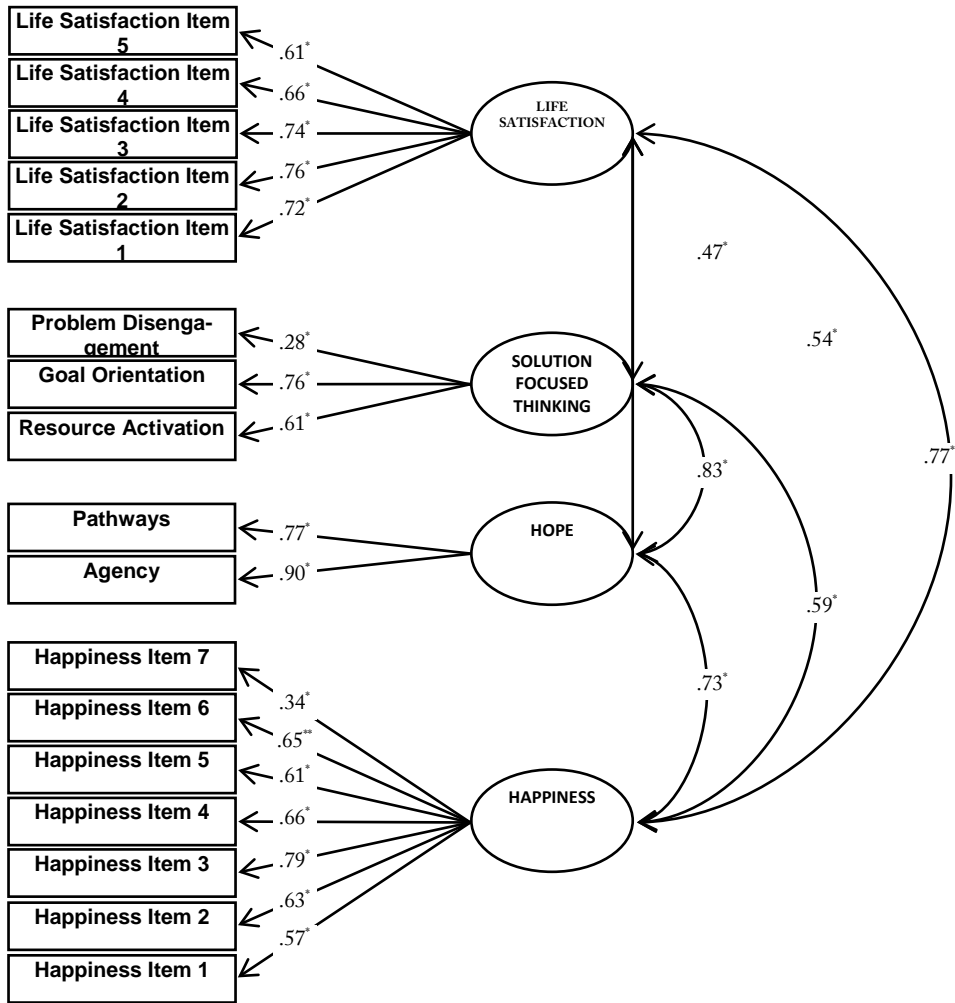 Life Satisfaction Item
5
.61*
Life Satisfaction Item
4
.66*
Life Satisfaction Item
3
.74*
Life Satisfaction Item
2
.76*
Life Satisfaction Item
1
.72*
LIFE
SATISFACTION
.47*
.54*
.77*
Problem Disenga-
gement
.28*
Goal Orientation
.76*
Resource Activation
.61*
SOLUTION
FOCUSED
THINKING
.83*
Pathways
.77*
Agency
.90*
HOPE
.59*
.73*
Happiness Item 7
.34*
Happiness Item 6
.65**
Happiness Item 5
.61*
Happiness Item 4
.66*
Happiness Item 3
.79*
Happiness Item 2
.63*
Happiness Item 1
.57*
HAPPINESS